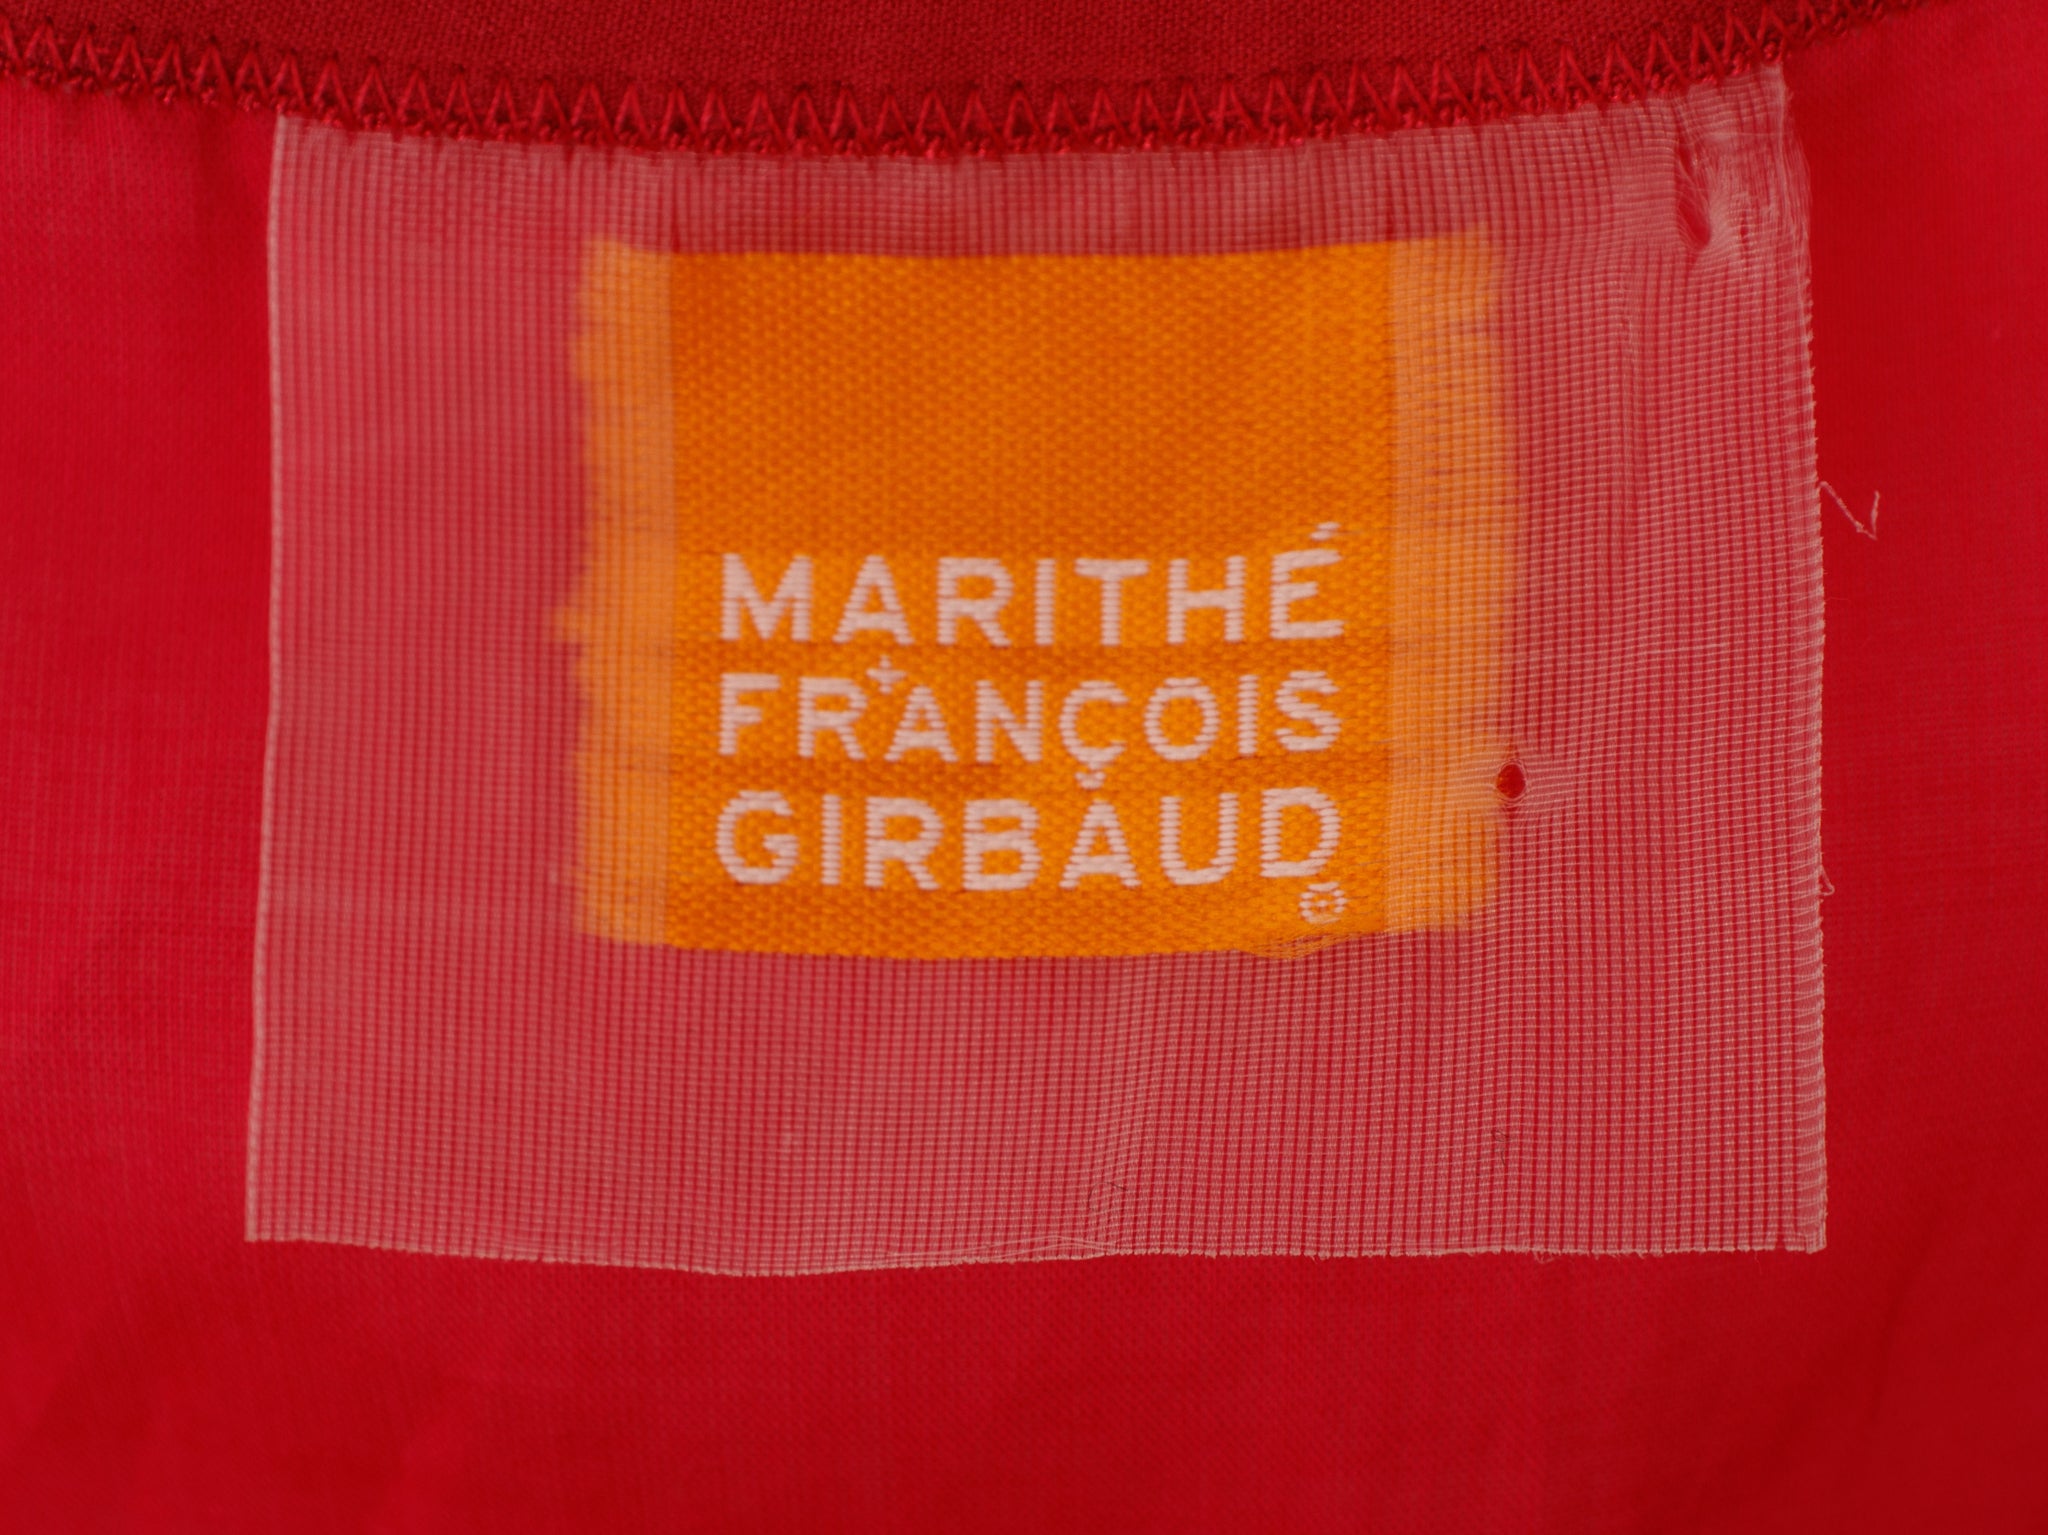 MARITHÉ
+
FRANÇOIS
GIRBAUD
®